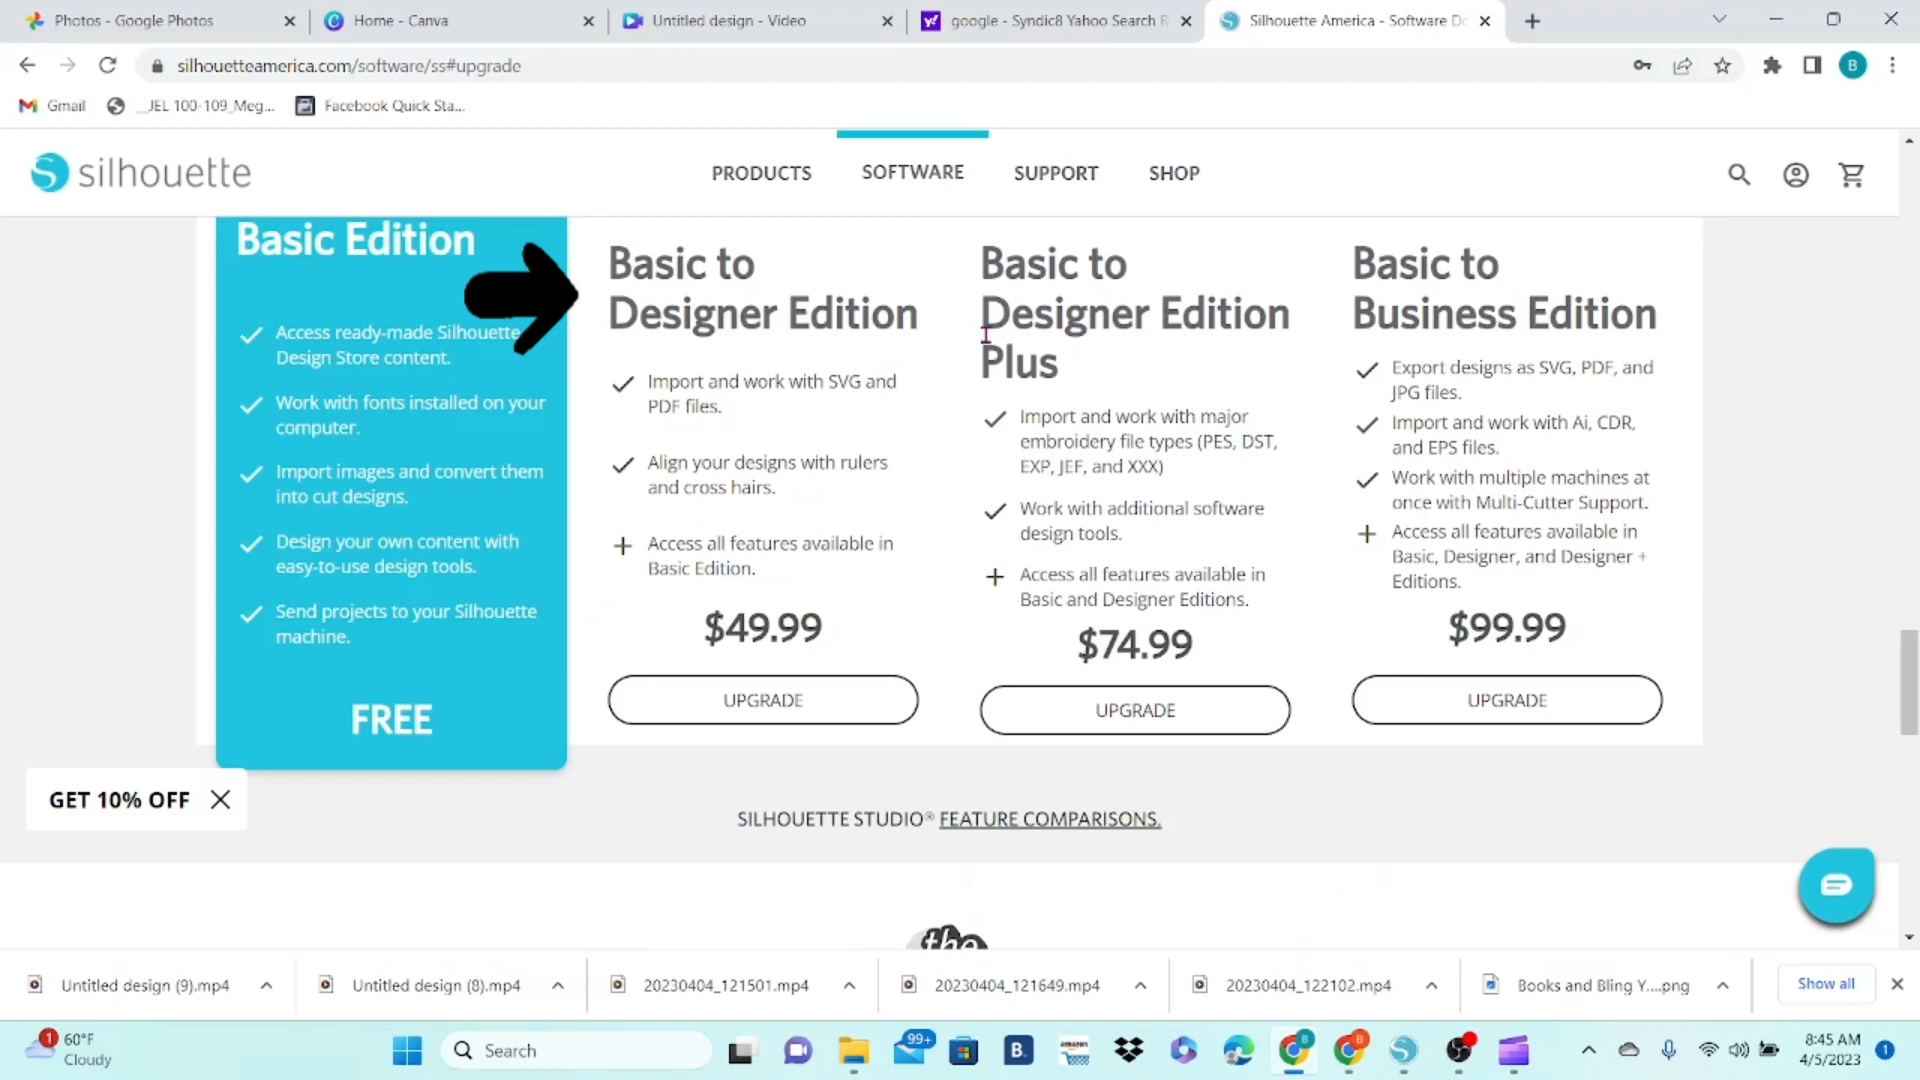 Photos - Google Photos
Home - Canva
Untitled design - Video
google - Syndic8 Yahoo Search R
Silhouette America - Software Do
silhouetteamerica.com/software/ss#upgrade
B
Gmail
_JEL 100-109_Meg...
Facebook Quick Sta...
silhouette
PRODUCTS
SOFTWARE
SUPPORT
SHOP
Basic Edition
Access ready-made Silhouette
Design Store content.
Work with fonts installed on your
computer.
Import images and convert them
into cut designs.
Design your own content with
easy-to-use design tools.
Send projects to your Silhouette
machine.
FREE
Basic to
Designer Edition
Import and work with SVG and
PDF files.
Align your designs with rulers
and cross hairs.
Access all features available in
Basic Edition.
$49.99
UPGRADE
Basic to
Designer Edition
Plus
Import and work with major
embroidery file types (PES, DST,
EXP, JEF, and XXX)
Work with additional software
design tools.
Access all features available in
Basic and Designer Editions.
$74.99
UPGRADE
Basic to
Business Edition
Export designs as SVG, PDF, and
JPG files.
Import and work with Ai, CDR,
and EPS files.
Work with multiple machines at
once with Multi-Cutter Support.
Access all features available in
Basic, Designer, and Designer +
Editions.
$99.99
UPGRADE
GET 10% OFF
SILHOUETTE STUDIO® FEATURE COMPARISONS.
the
Untitled design (9).mp4
Untitled design (8).mp4
20230404_121501.mp4
20230404_121649.mp4
20230404_122102.mp4
Books and Bling Y....png
Show all
1
60°F
Cloudy
Search
99+
B.
amazon
B
B
8:45 AM
4/5/2023
1